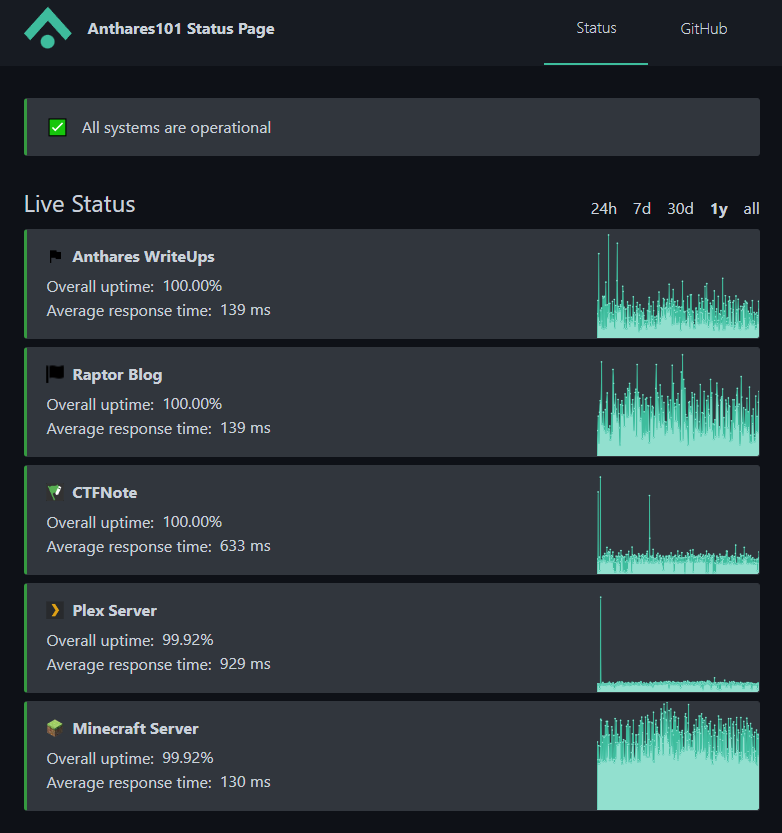 Anthares101 Status Page
Status
GitHub
All systems are operational
Live Status
24h 7d 30d 1y all
Anthares WriteUps
Overall uptime: 100.00%
Average response time: 139 ms
Raptor Blog
Overall uptime: 100.00%
Average response time: 139 ms
CTFNote
Overall uptime: 100.00%
Average response time: 633 ms
Plex Server
Overall uptime: 99.92%
Average response time: 929 ms
Minecraft Server
Overall uptime: 99.92%
Average response time: 130 ms